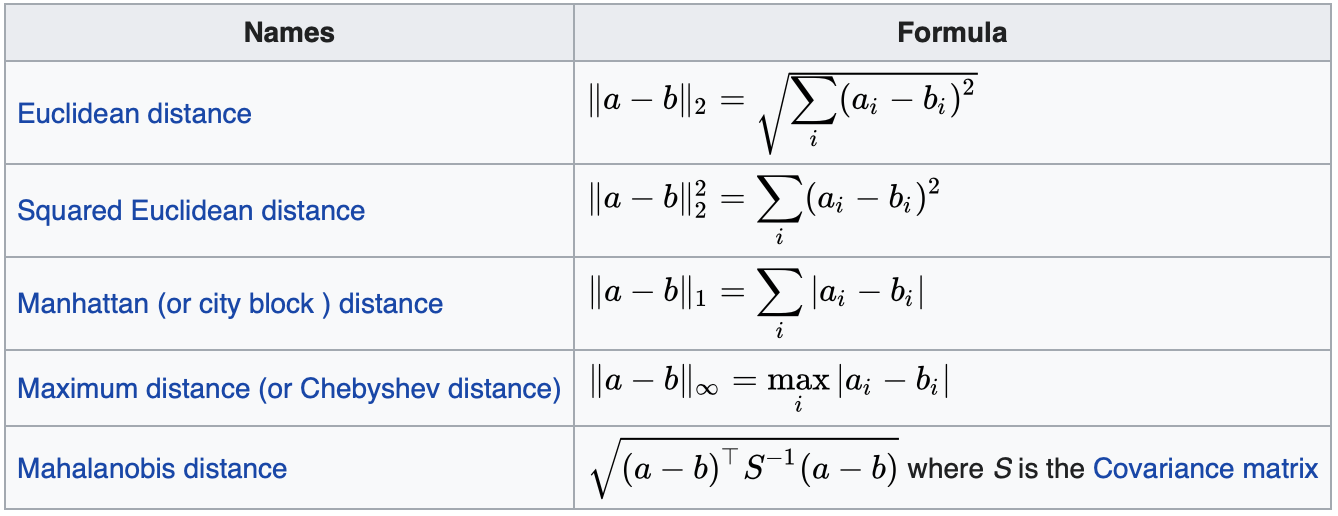 Names Formula
Euclidean distance ‖a − b‖₂ = √(∑ᵢ(aᵢ − bᵢ)²)
Squared Euclidean distance ‖a − b‖₂² = ∑ᵢ(aᵢ − bᵢ)²
Manhattan (or city block ) distance ‖a − b‖₁ = ∑ᵢ|aᵢ − bᵢ|
Maximum distance (or Chebyshev distance) ‖a − b‖∞ = maxᵢ|aᵢ − bᵢ|
Mahalanobis distance √((a − b)⊤S⁻¹(a − b)) where S is the Covariance matrix